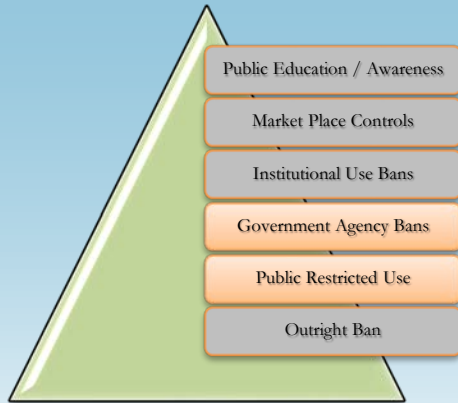 Public Education / Awareness
Market Place Controls
Institutional Use Bans
Government Agency Bans
Public Restricted Use
Outright Ban